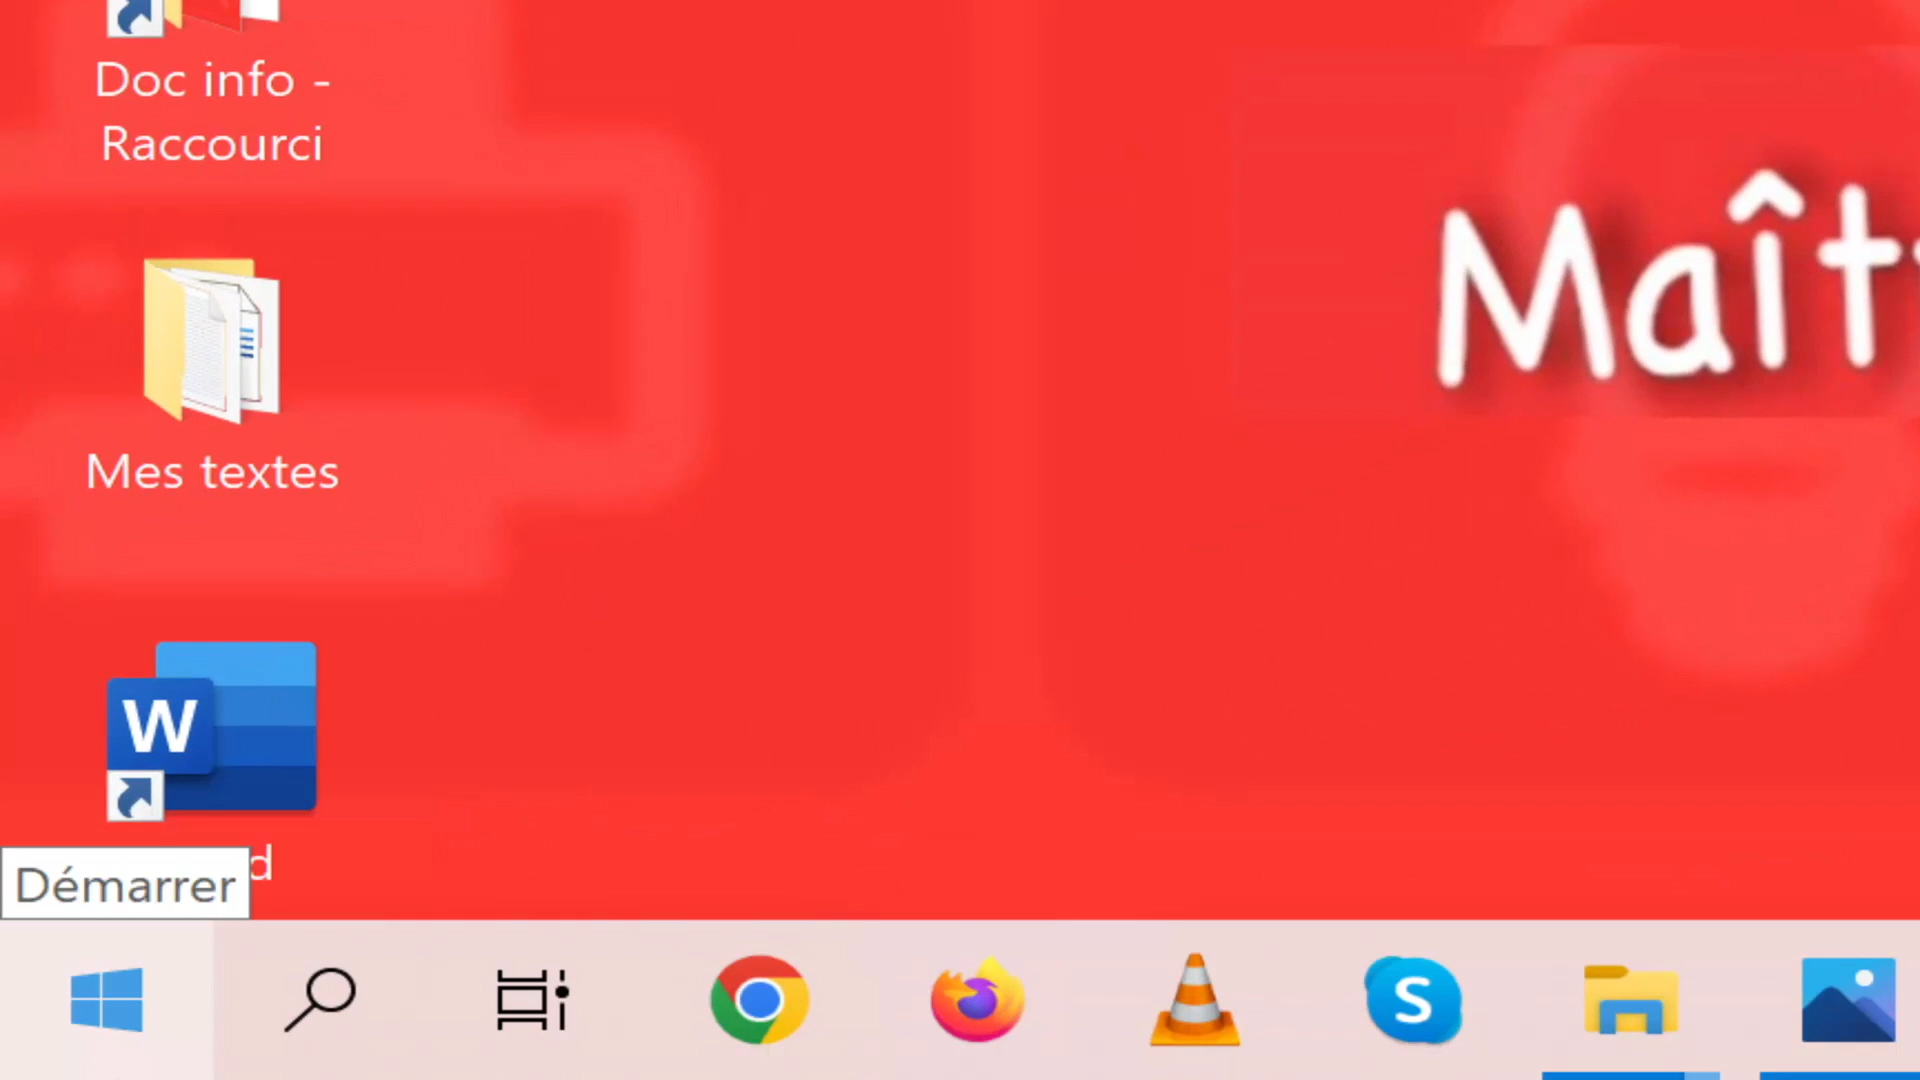 Doc info -
Raccourci
Maît
Mes textes
W
d
Démarrer
S